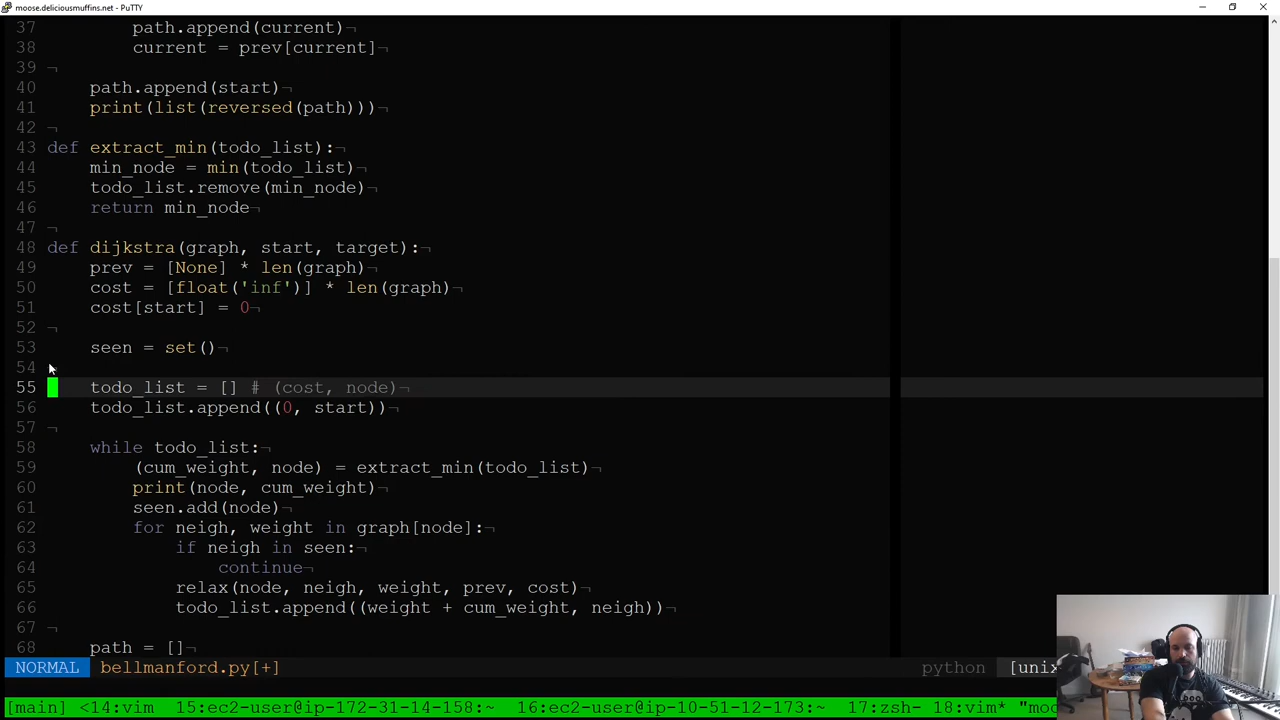 moose.deliciousmuffins.net - PuTTY
37 path.append(current)¬
38 current = prev[current]¬
39 ¬
40 path.append(start)¬
41 print(list(reversed(path)))¬
42 ¬
43 def extract_min(todo_list):¬
44 min_node = min(todo_list)¬
45 todo_list.remove(min_node)¬
46 return min_node¬
47 ¬
48 def dijkstra(graph, start, target):¬
49 prev = [None] * len(graph)¬
50 cost = [float('inf')] * len(graph)¬
51 cost[start] = 0¬
52 ¬
53 seen = set()¬
54
55 todo_list = [] # (cost, node)¬
56 todo_list.append((0, start))¬
57 ¬
58 while todo_list:¬
59 (cum_weight, node) = extract_min(todo_list)¬
60 print(node, cum_weight)¬
61 seen.add(node)¬
62 for neigh, weight in graph[node]:¬
63 if neigh in seen:¬
64 continue¬
65 relax(node, neigh, weight, prev, cost)¬
66 todo_list.append((weight + cum_weight, neigh))¬
67 ¬
68 path = []¬
NORMAL bellmanford.py[+] python [unix
[main] <14:vim 15:ec2-user@ip-172-31-14-158:~ 16:ec2-user@ip-10-51-12-173:~ 17:zsh- 18:vim* "moo